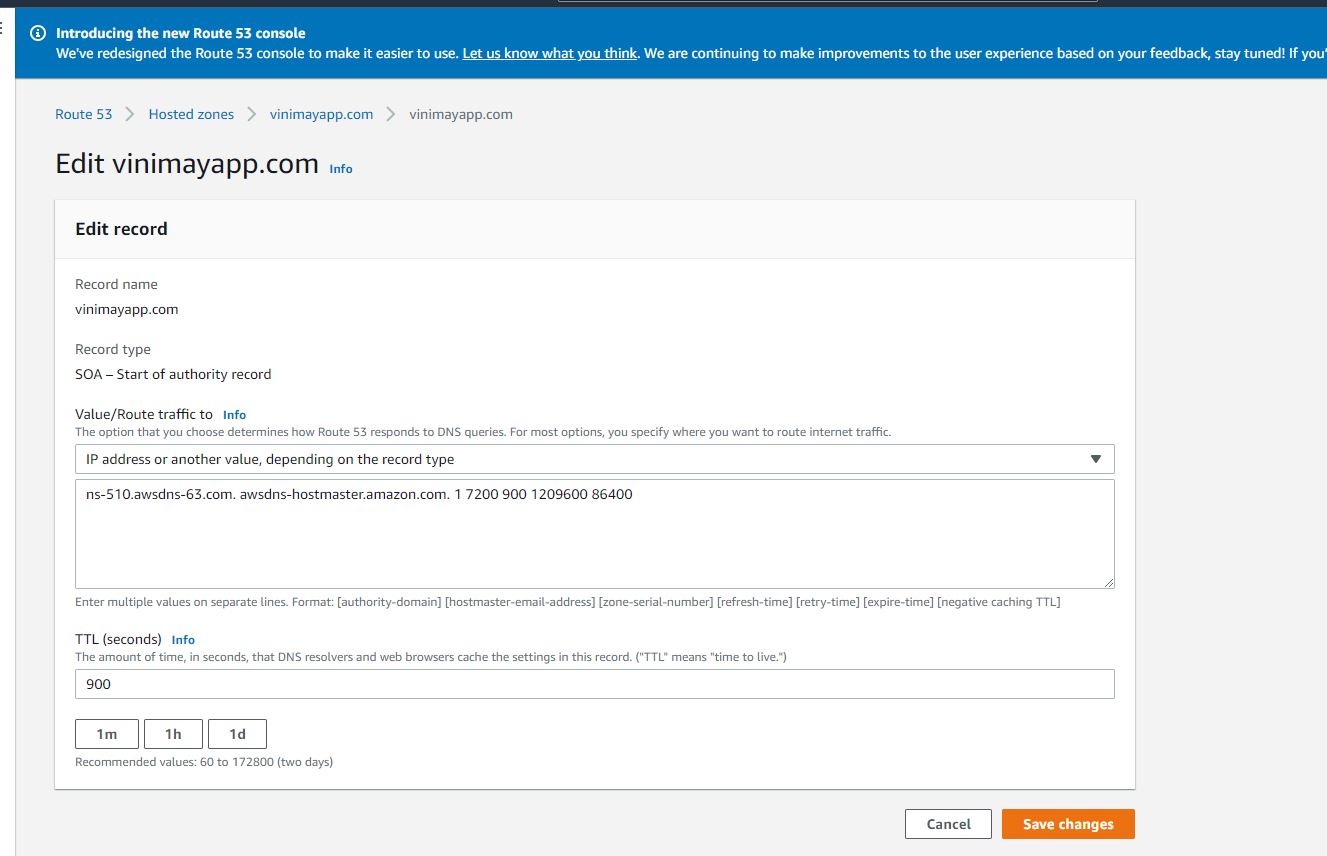 Introducing the new Route 53 console
We've redesigned the Route 53 console to make it easier to use. Let us know what you think. We are continuing to make improvements to the user experience based on your feedback, stay tuned! If you'
Route 53 > Hosted zones > vinimayapp.com > vinimayapp.com
Edit vinimayapp.com Info
Edit record
Record name
vinimayapp.com
Record type
SOA – Start of authority record
Value/Route traffic to Info
The option that you choose determines how Route 53 responds to DNS queries. For most options, you specify where you want to route internet traffic.
IP address or another value, depending on the record type
ns-510.awsdns-63.com. awsdns-hostmaster.amazon.com. 1 7200 900 1209600 86400
Enter multiple values on separate lines. Format: [authority-domain] [hostmaster-email-address] [zone-serial-number] [refresh-time] [retry-time] [expire-time] [negative caching TTL]
TTL (seconds) Info
The amount of time, in seconds, that DNS resolvers and web browsers cache the settings in this record. ("TTL" means "time to live.")
900
1m 1h 1d
Recommended values: 60 to 172800 (two days)
Cancel Save changes